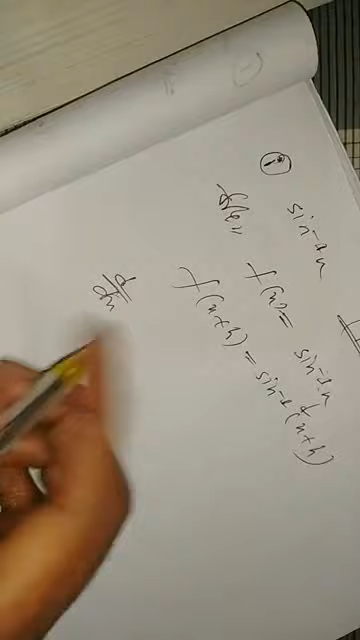 ① sin⁻¹x
f(x) = sin⁻¹x
f(x+h) = sin⁻¹(x+h)
d/dx